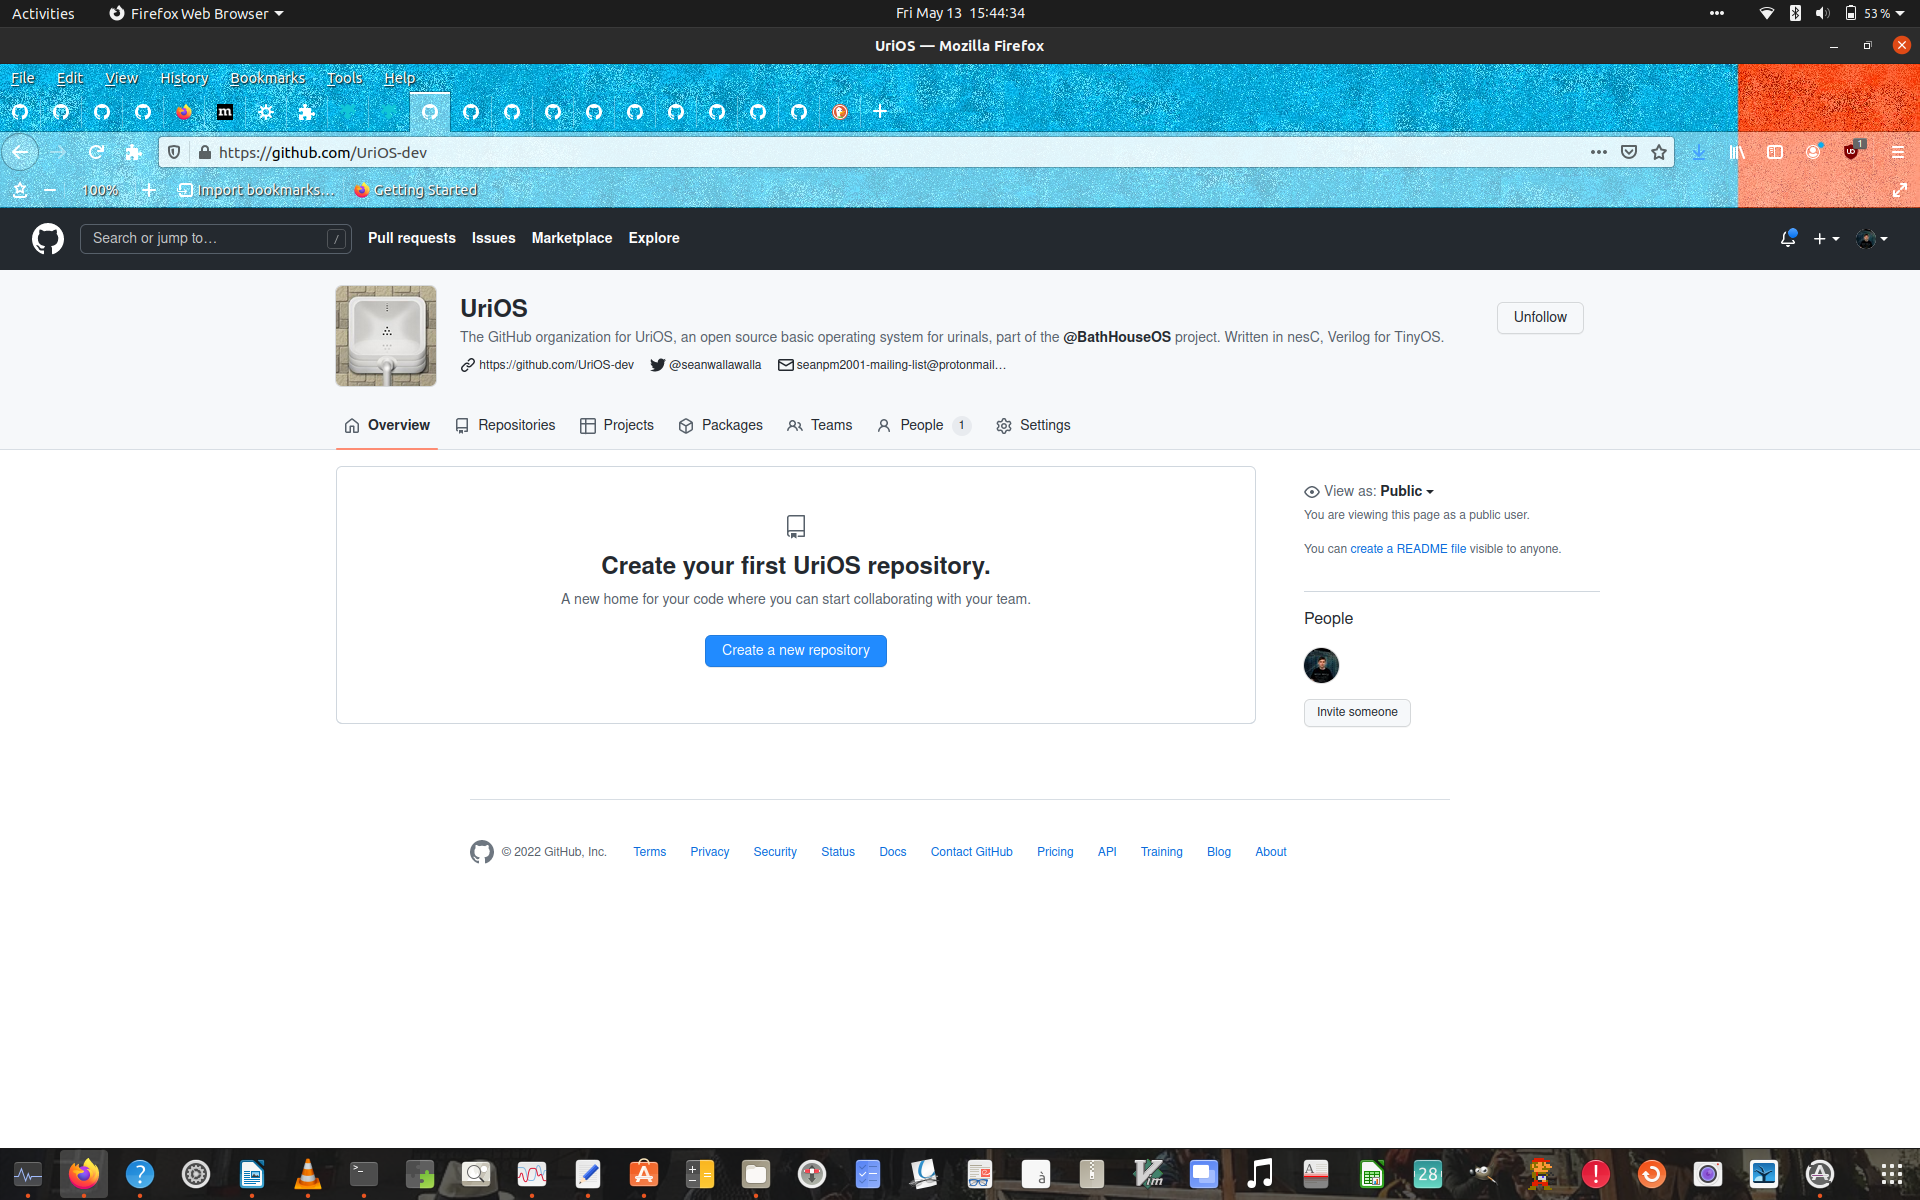 Activities Firefox Web Browser Fri May 13 15:44:34 53 %
UriOS — Mozilla Firefox
File Edit View History Bookmarks Tools Help
https://github.com/UriOS-dev 1
100% Import bookmarks... Getting Started
Search or jump to… / Pull requests Issues Marketplace Explore
UriOS
Unfollow
The GitHub organization for UriOS, an open source basic operating system for urinals, part of the @BathHouseOS project. Written in nesC, Verilog for TinyOS.
https://github.com/UriOS-dev @seanwallawalla seanpm2001-mailing-list@protonmail…
Overview Repositories Projects Packages Teams People 1 Settings
Create your first UriOS repository.
A new home for your code where you can start collaborating with your team.
Create a new repository
View as: Public
You are viewing this page as a public user.
You can create a README file visible to anyone.
People
Invite someone
© 2022 GitHub, Inc. Terms Privacy Security Status Docs Contact GitHub Pricing API Training Blog About
28